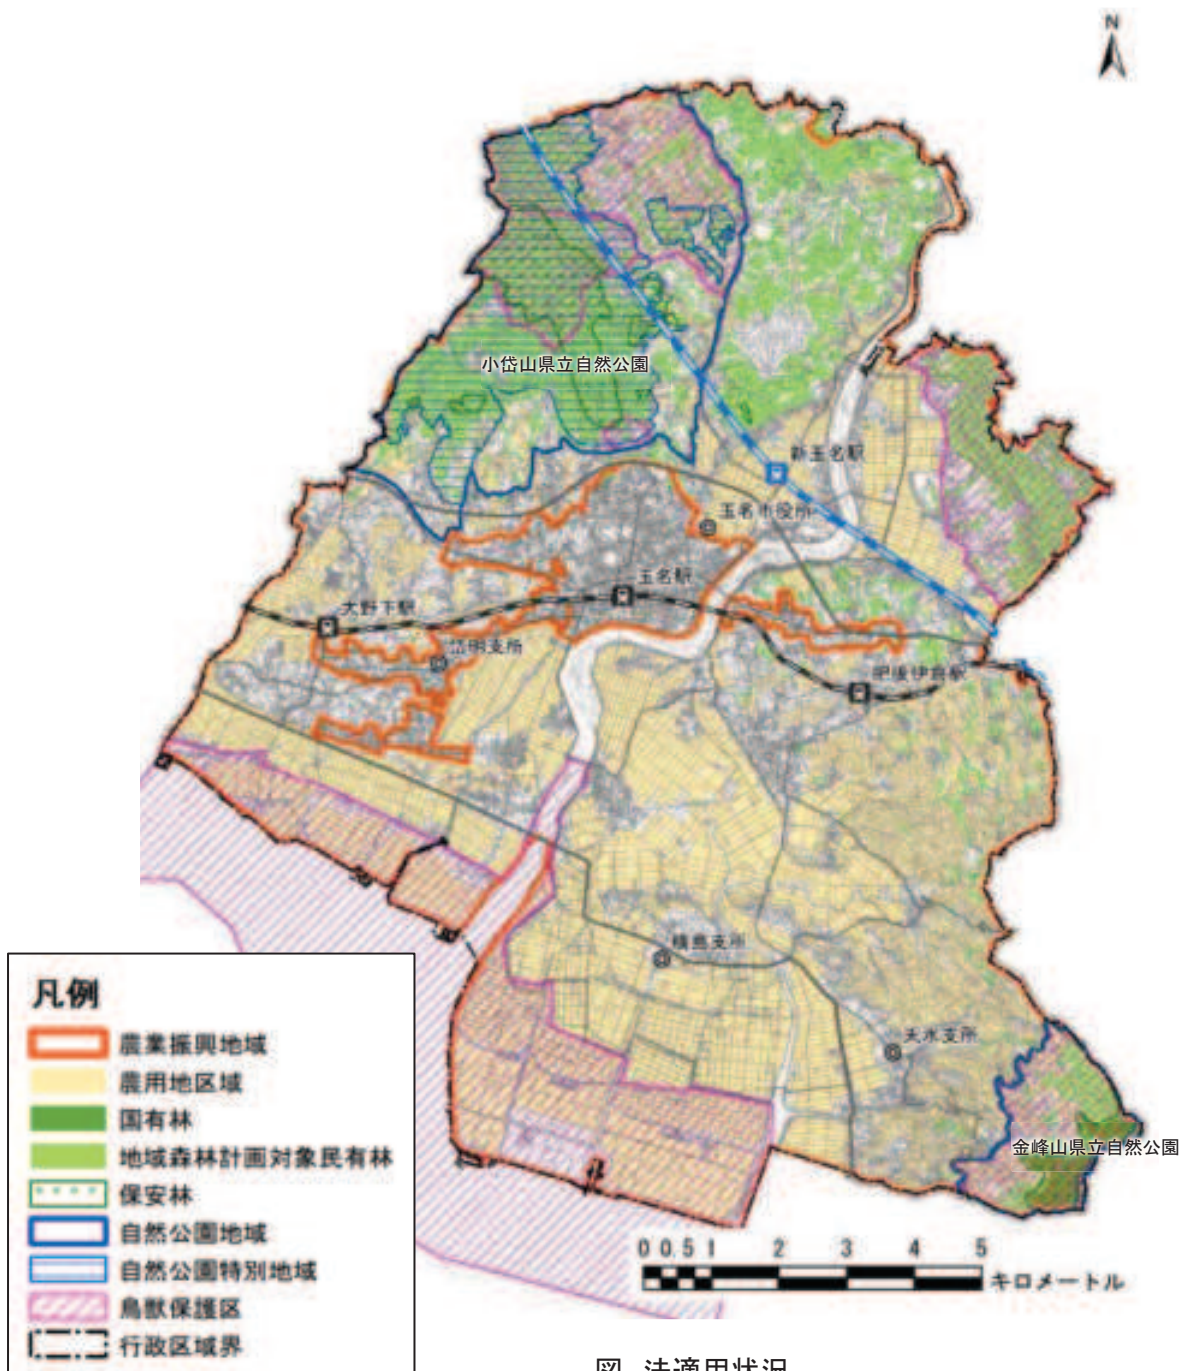 N
小岱山県立自然公園
新玉名駅
玉名市役所
玉名駅
大野下駅
岱明支所
肥後伊倉駅
横島支所
天水支所
金峰山県立自然公園
凡例
農業振興地域
農用地区域
国有林
地域森林計画対象民有林
保安林
自然公園地域
自然公園特別地域
鳥獣保護区
行政区域界
0 0.5 1 2 3 4 5
キロメートル
図 法適用状況